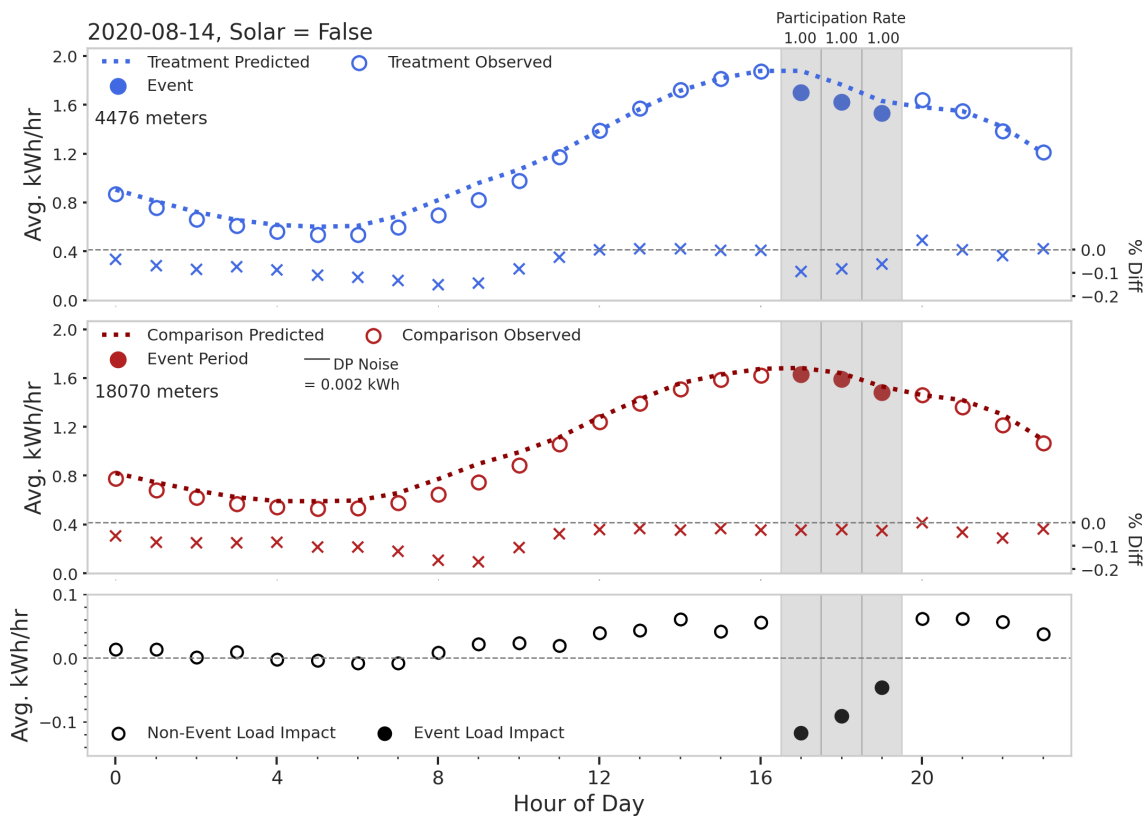 Participation Rate
2020-08-14, Solar = False
1.00 1.00 1.00
2.0
1.6
1.2
0.8
0.4
0.0
Avg. kWh/hr
Treatment Predicted
Treatment Observed
Event
4476 meters
0.0
−0.1
−0.2
% Diff
2.0
1.6
1.2
0.8
0.4
0.0
Avg. kWh/hr
Comparison Predicted
Comparison Observed
Event Period
DP Noise
= 0.002 kWh
18070 meters
0.0
−0.1
−0.2
% Diff
0.1
0.0
−0.1
Avg. kWh/hr
Non-Event Load Impact
Event Load Impact
0 4 8 12 16 20
Hour of Day